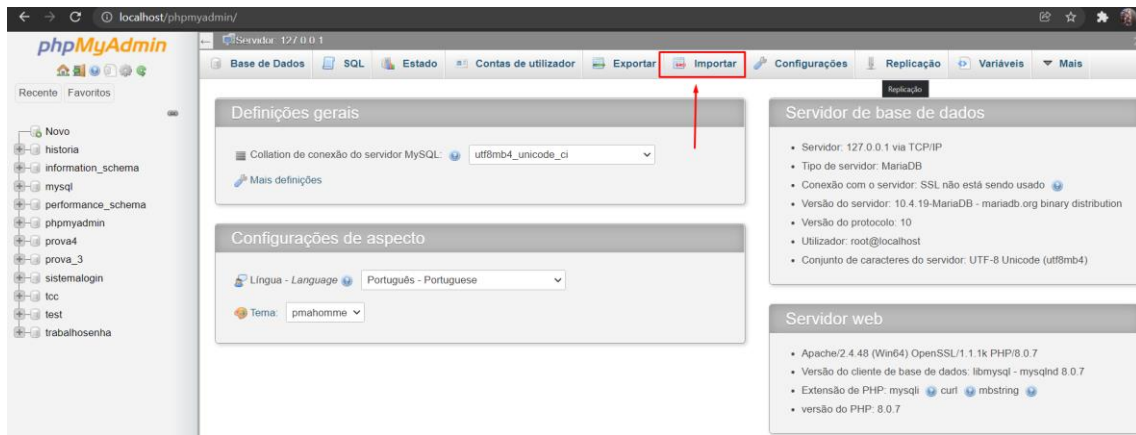 localhost/phpmyadmin/
phpMyAdmin
Recente Favoritos
Novo
historia
information_schema
mysql
performance_schema
phpmyadmin
prova4
prova_3
sistemalogin
tcc
test
trabalhosenha
Servidor: 127.0.0.1
Base de Dados SQL Estado Contas de utilizador Exportar Importar Configurações Replicação Variáveis Mais
Replicação
Definições gerais
Collation de conexão do servidor MySQL: utf8mb4_unicode_ci
Mais definições
Configurações de aspecto
Língua - Language Português - Portuguese
Tema: pmahomme
Servidor de base de dados
• Servidor: 127.0.0.1 via TCP/IP
• Tipo de servidor: MariaDB
• Conexão com o servidor: SSL não está sendo usado
• Versão do servidor: 10.4.19-MariaDB - mariadb.org binary distribution
• Versão do protocolo: 10
• Utilizador: root@localhost
• Conjunto de caracteres do servidor: UTF-8 Unicode (utf8mb4)
Servidor web
• Apache/2.4.48 (Win64) OpenSSL/1.1.1k PHP/8.0.7
• Versão do cliente de base de dados: libmysql - mysqlnd 8.0.7
• Extensão de PHP: mysqli curl mbstring
• versão do PHP: 8.0.7